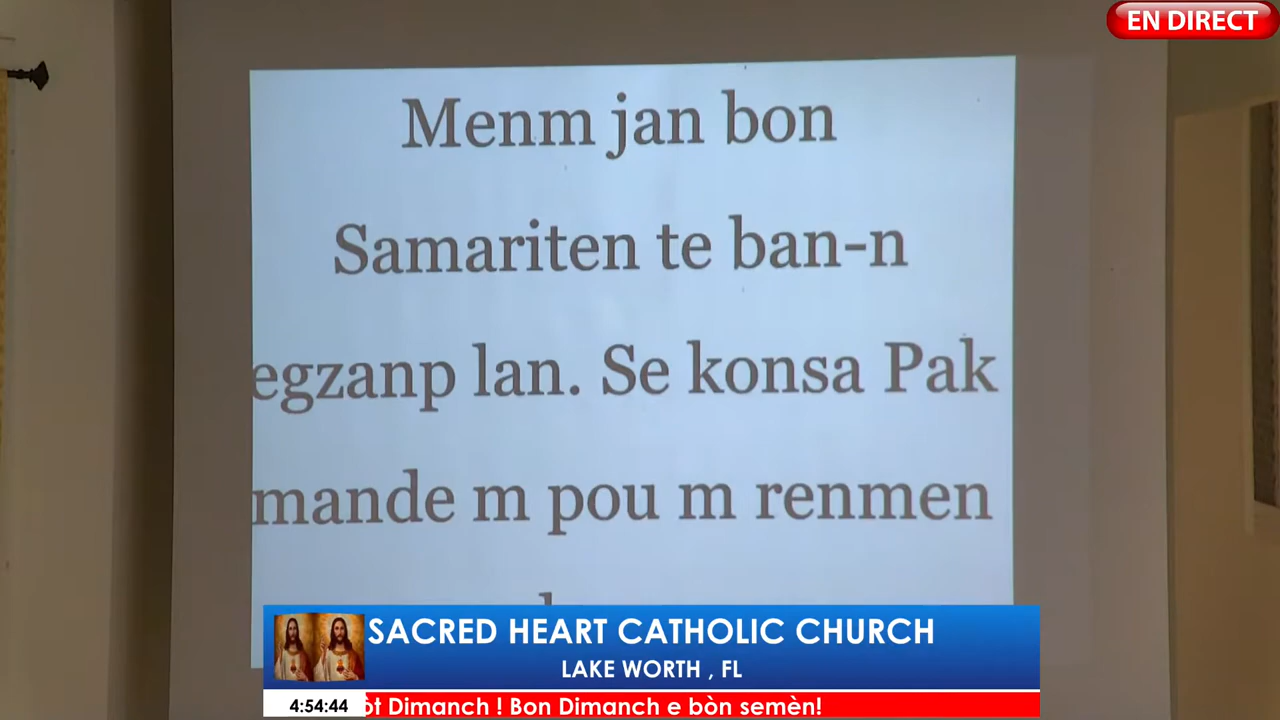 EN DIRECT
Menm jan bon
Samariten te ban-n
egzanp lan. Se konsa Pak
mande m pou m renmen
SACRED HEART CATHOLIC CHURCH
LAKE WORTH , FL
4:54:44
Dimanch ! Bon Dimanch e bòn semèn!